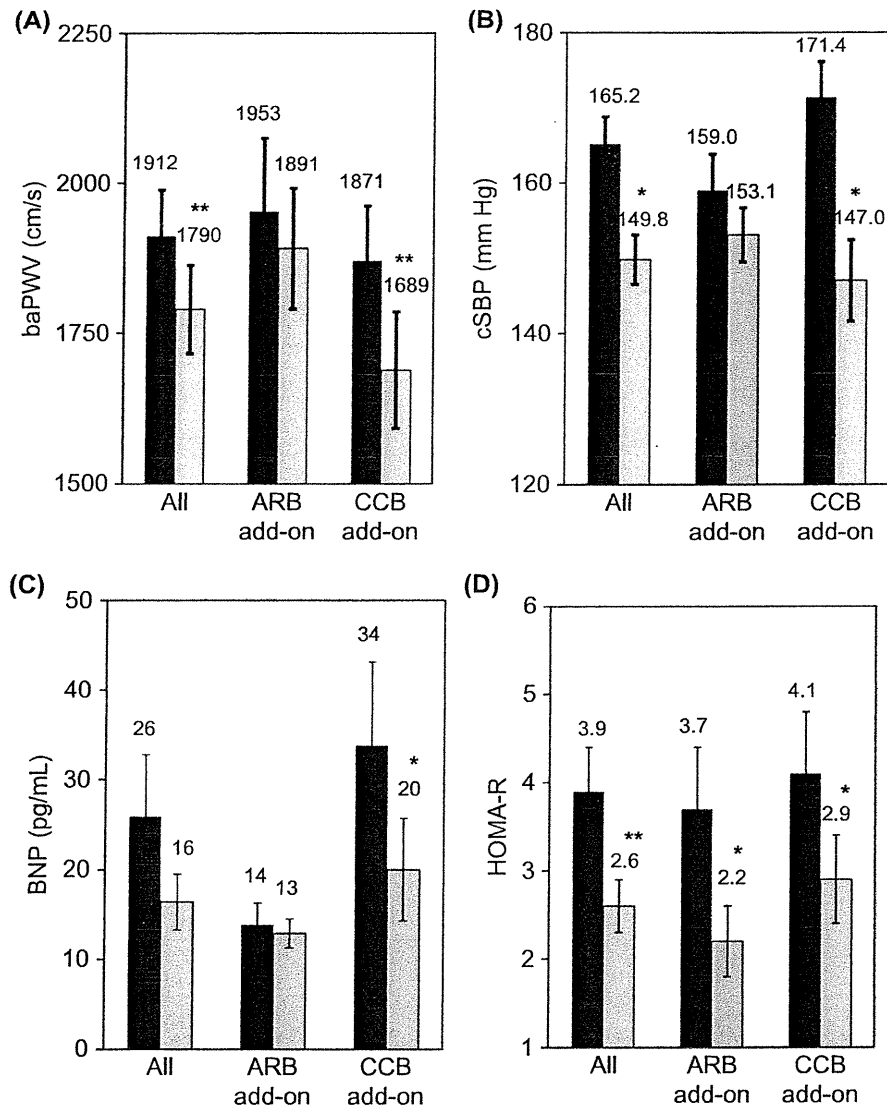 (A)
2250
2000
1750
1500
baPWV (cm/s)
1912
**
1790
1953
1891
1871
**
1689
All
ARB
add-on
CCB
add-on
(B)
180
160
140
120
cSBP (mm Hg)
165.2
*
149.8
159.0
153.1
171.4
*
147.0
All
ARB
add-on
CCB
add-on
(C)
50
40
30
20
10
0
BNP (pg/mL)
26
16
14
13
34
*
20
All
ARB
add-on
CCB
add-on
(D)
6
5
4
3
2
1
HOMA-R
3.9
**
2.6
3.7
*
2.2
4.1
*
2.9
All
ARB
add-on
CCB
add-on